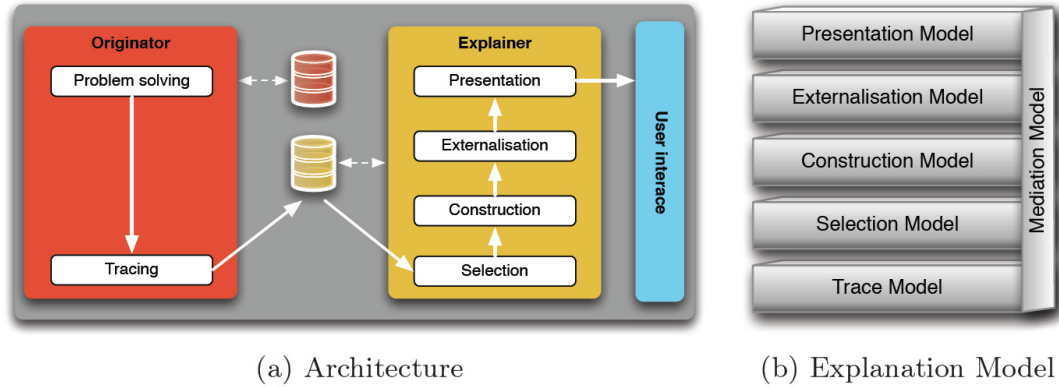 Originator
Problem solving
Tracing
Explainer
Presentation
Externalisation
Construction
Selection
User interace
(a) Architecture
Presentation Model
Externalisation Model
Construction Model
Selection Model
Trace Model
Mediation Model
(b) Explanation Model